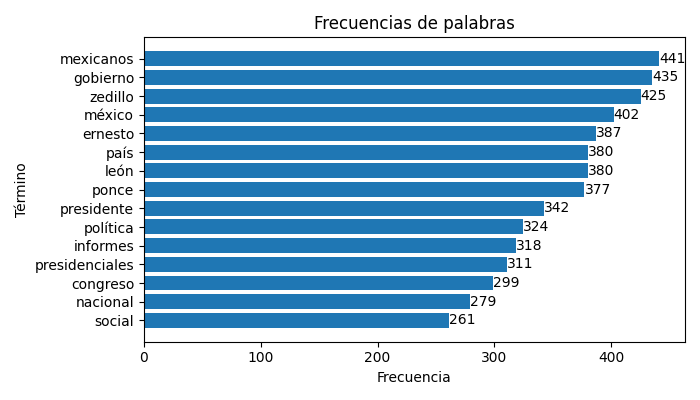 Frecuencias de palabras
Término
mexicanos 441
gobierno 435
zedillo 425
méxico 402
ernesto 387
país 380
león 380
ponce 377
presidente 342
política 324
informes 318
presidenciales 311
congreso 299
nacional 279
social 261
0 100 200 300 400
Frecuencia